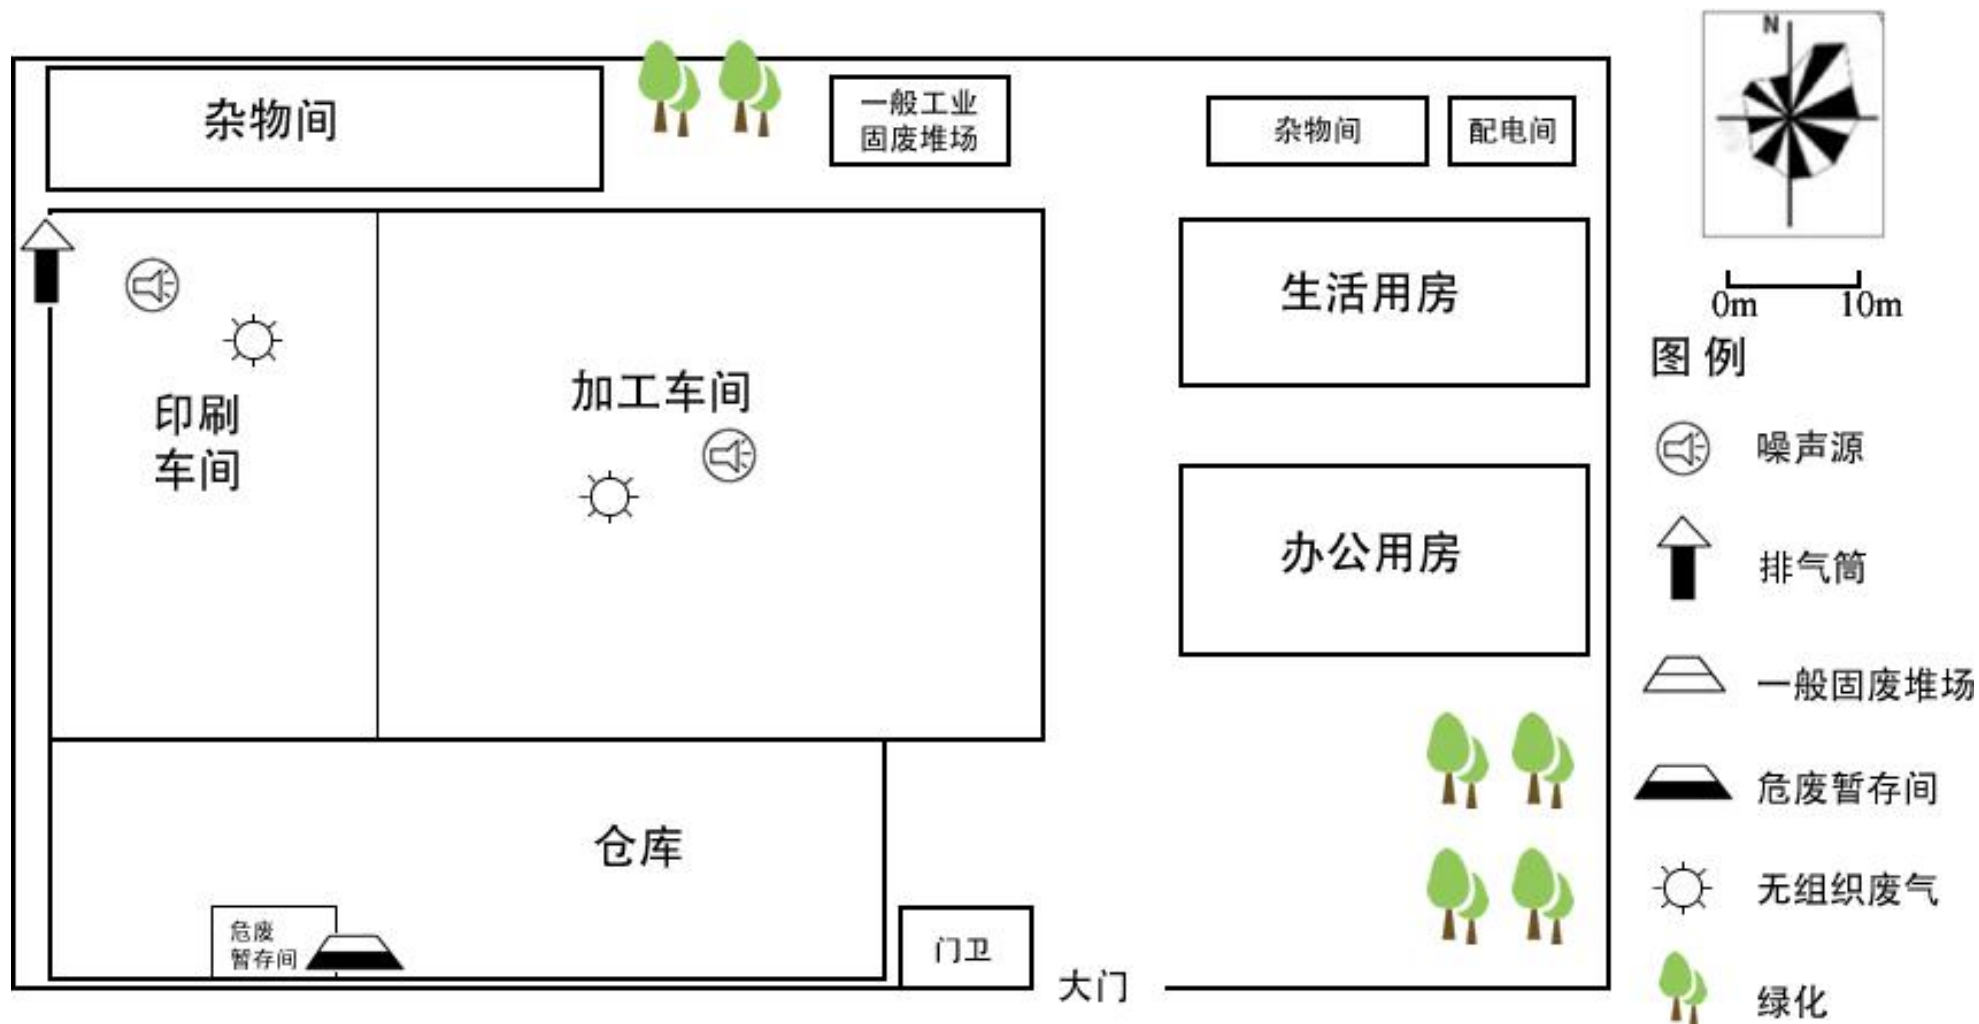 N
杂物间
一般工业
固废堆场
杂物间
配电间
生活用房
0m
10m
图例
印刷
车间
加工车间
噪声源
办公用房
排气筒
一般固废堆场
危废暂存间
仓库
无组织废气
危废
暂存间
门卫
大门
绿化